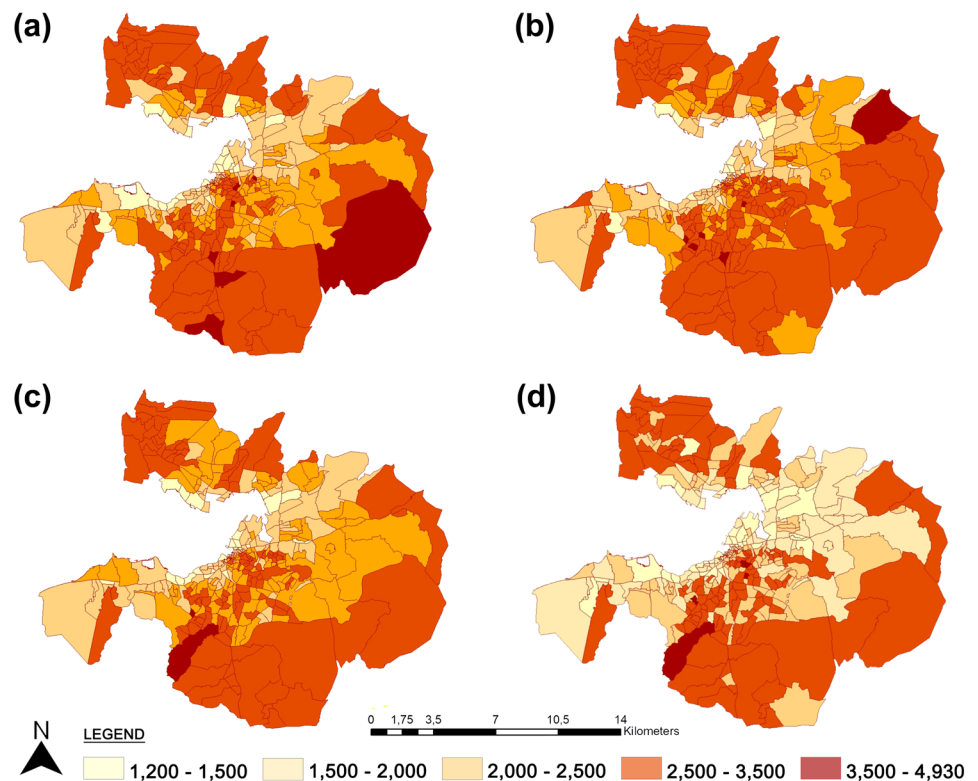 (a)
(b)
(c)
(d)
N
0 1,75 3,5 7 10,5 14
Kilometers
LEGEND
1,200 - 1,500 1,500 - 2,000 2,000 - 2,500 2,500 - 3,500 3,500 - 4,930